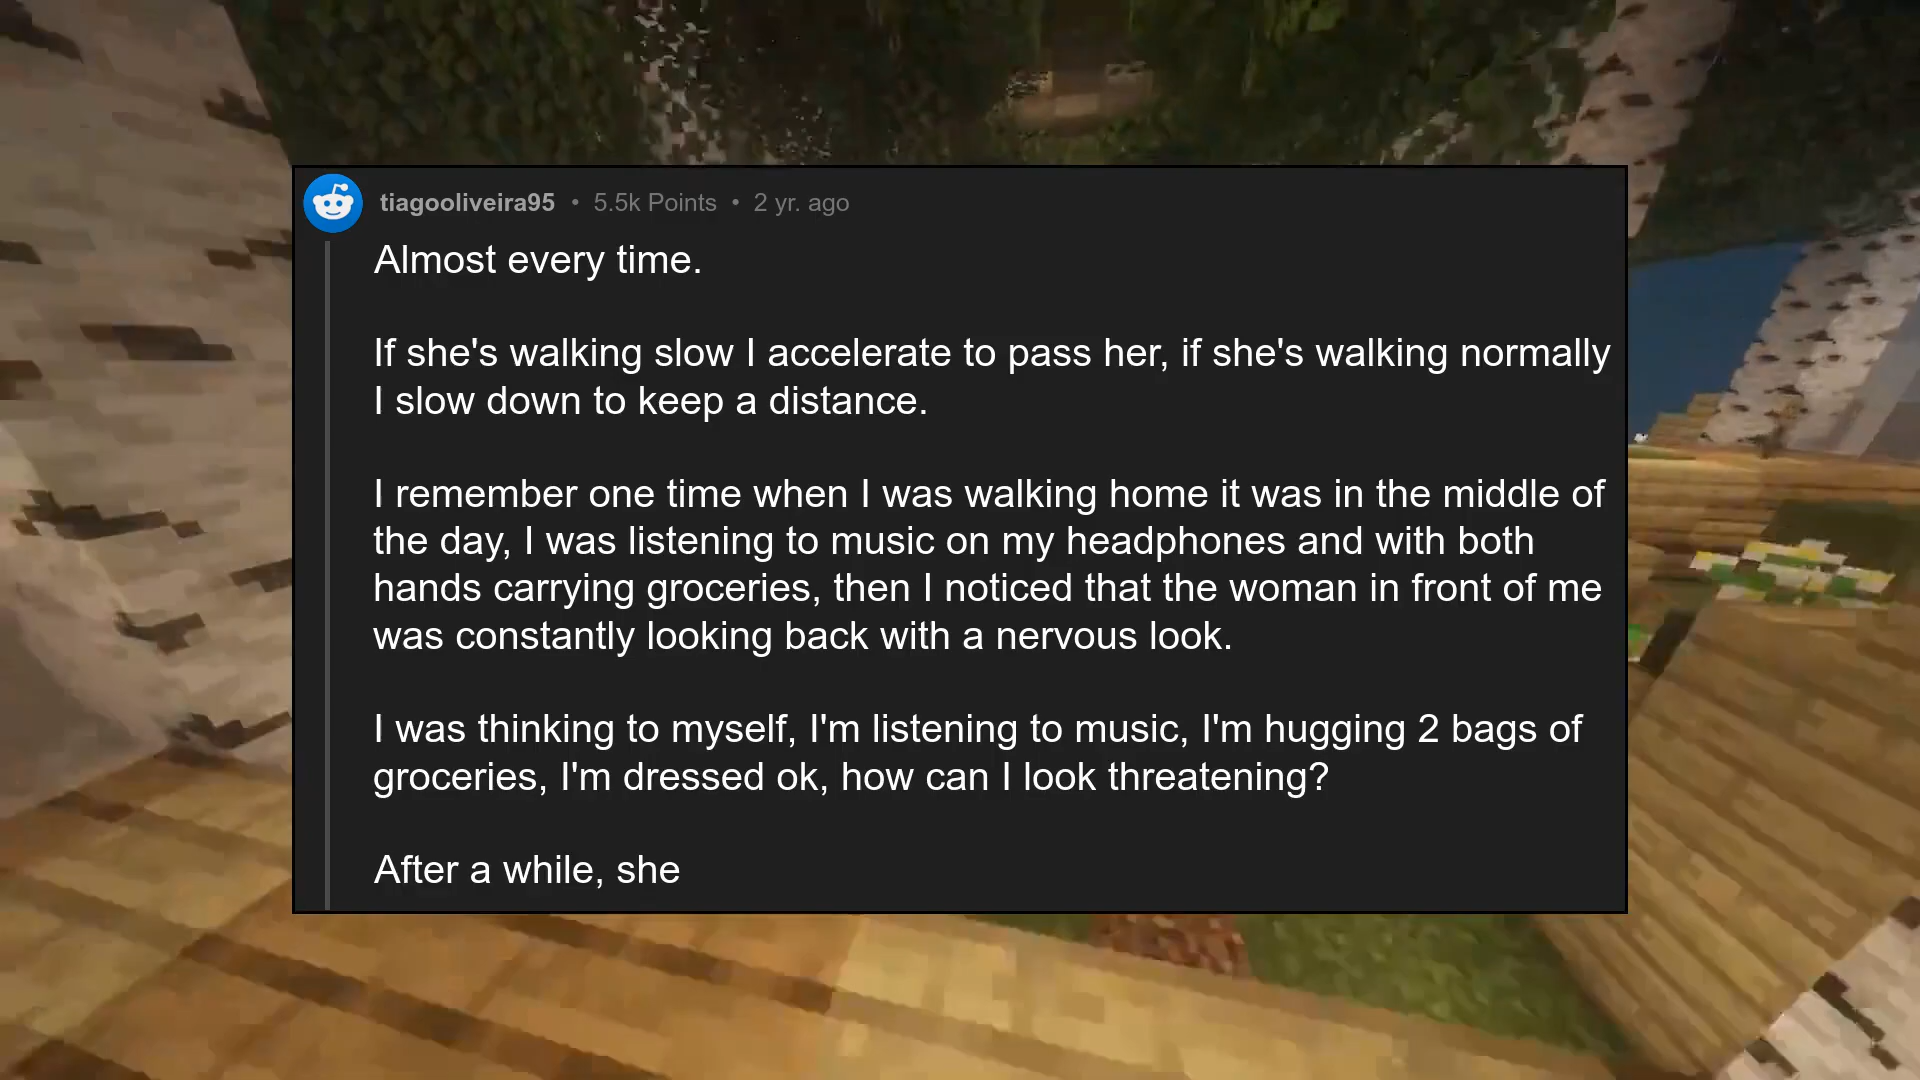 tiagooliveira95 • 5.5k Points • 2 yr. ago
Almost every time.
If she's walking slow I accelerate to pass her, if she's walking normally
I slow down to keep a distance.
I remember one time when I was walking home it was in the middle of
the day, I was listening to music on my headphones and with both
hands carrying groceries, then I noticed that the woman in front of me
was constantly looking back with a nervous look.
I was thinking to myself, I'm listening to music, I'm hugging 2 bags of
groceries, I'm dressed ok, how can I look threatening?
After a while, she